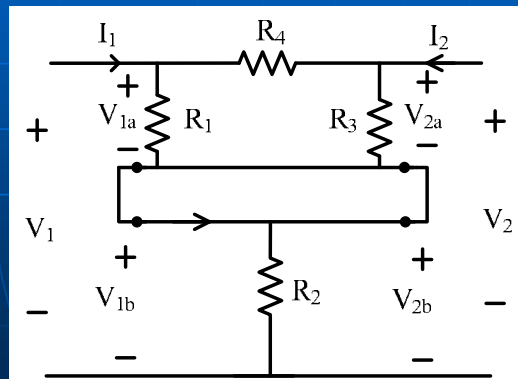 I1 R4 I2
+ +
V1a R1 R3 V2a
+ − − +
V1 V2
+ +
V1b R2 V2b
− −
− −